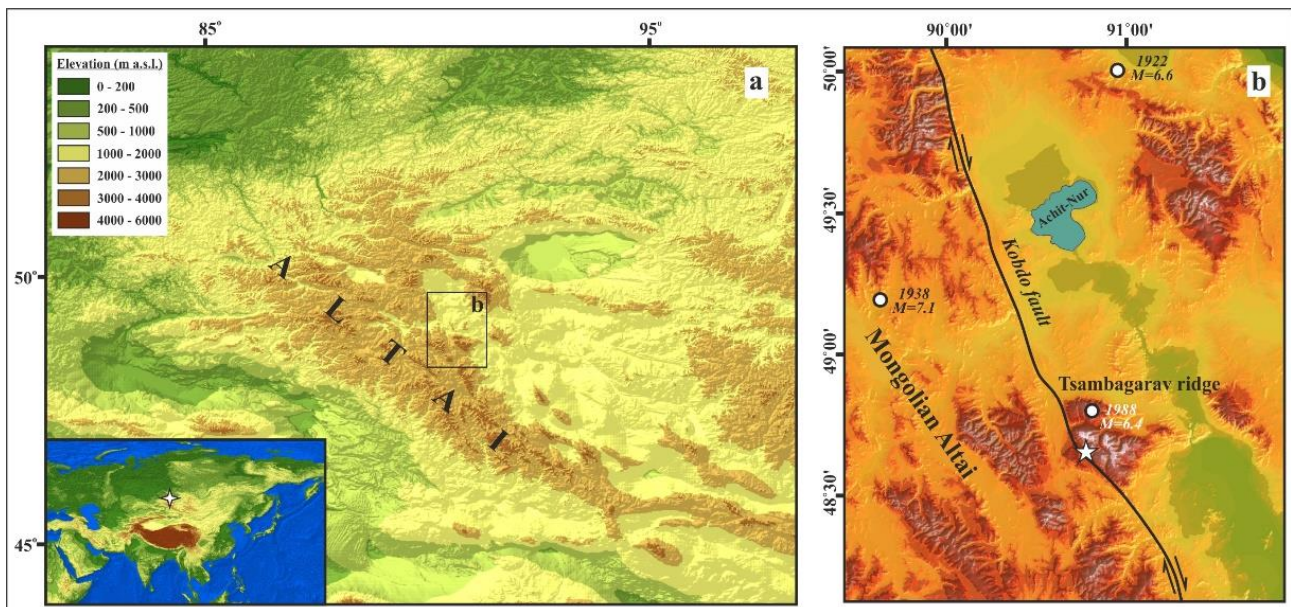 85°
95°
Elevation (m a.s.l.)
0 - 200
200 - 500
500 - 1000
1000 - 2000
2000 - 3000
3000 - 4000
4000 - 6000
a
50°
45°
A
L
T
A
I
b
90°00'
91°00'
50°00'
49°30'
49°00'
48°30'
b
1922
M=6.6
Achit-Nur
Kobdo fault
1938
M=7.1
Mongolian Altai
Tsambagarav ridge
1988
M=6.4